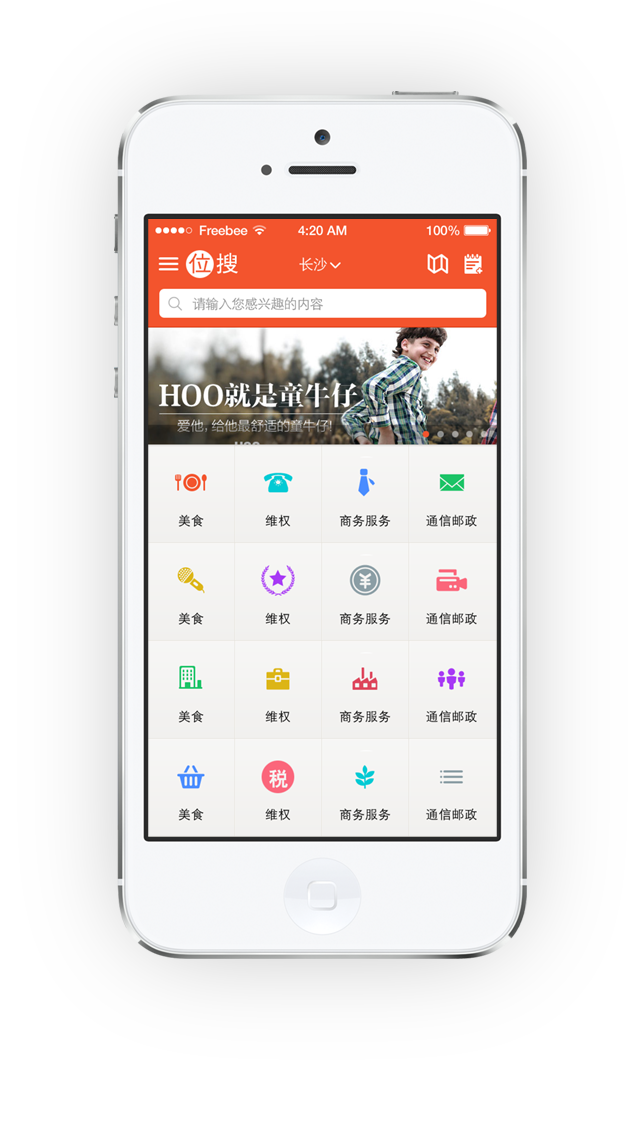 Freebee 4:20 AM 100%
位搜 长沙
请输入您感兴趣的内容
HOO就是童牛仔
爱他，给他最舒适的童牛仔！
HOO
美食 维权 商务服务 通信邮政
¥
美食 维权 商务服务 通信邮政
美食 维权 商务服务 通信邮政
税
美食 维权 商务服务 通信邮政